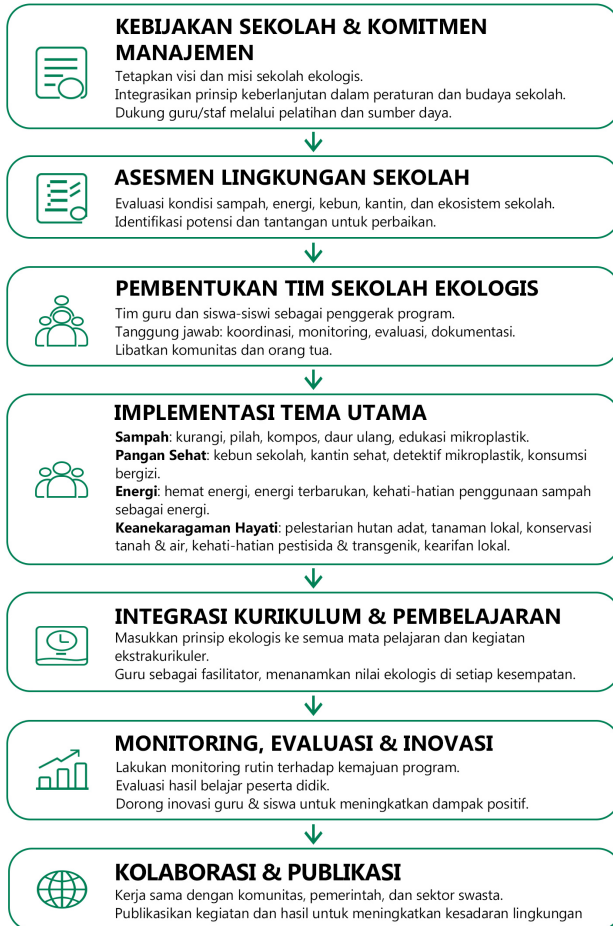 KEBIJAKAN SEKOLAH & KOMITMEN
MANAJEMEN
Tetapkan visi dan misi sekolah ekologis.
Integrasikan prinsip keberlanjutan dalam peraturan dan budaya sekolah.
Dukung guru/staf melalui pelatihan dan sumber daya.
ASESMEN LINGKUNGAN SEKOLAH
Evaluasi kondisi sampah, energi, kebun, kantin, dan ekosistem sekolah.
Identifikasi potensi dan tantangan untuk perbaikan.
PEMBENTUKAN TIM SEKOLAH EKOLOGIS
Tim guru dan siswa-siswi sebagai penggerak program.
Tanggung jawab: koordinasi, monitoring, evaluasi, dokumentasi.
Libatkan komunitas dan orang tua.
IMPLEMENTASI TEMA UTAMA
Sampah: kurangi, pilah, kompos, daur ulang, edukasi mikroplastik.
Pangan Sehat: kebun sekolah, kantin sehat, detektif mikroplastik, konsumsi
bergizi.
Energi: hemat energi, energi terbarukan, kehati-hatian penggunaan sampah
sebagai energi.
Keanekaragaman Hayati: pelestarian hutan adat, tanaman lokal, konservasi
tanah & air, kehati-hatian pestisida & transgenik, kearifan lokal.
INTEGRASI KURIKULUM & PEMBELAJARAN
Masukkan prinsip ekologis ke semua mata pelajaran dan kegiatan
ekstrakurikuler.
Guru sebagai fasilitator, menanamkan nilai ekologis di setiap kesempatan.
MONITORING, EVALUASI & INOVASI
Lakukan monitoring rutin terhadap kemajuan program.
Evaluasi hasil belajar peserta didik.
Dorong inovasi guru & siswa untuk meningkatkan dampak positif.
KOLABORASI & PUBLIKASI
Kerja sama dengan komunitas, pemerintah, dan sektor swasta.
Publikasikan kegiatan dan hasil untuk meningkatkan kesadaran lingkungan